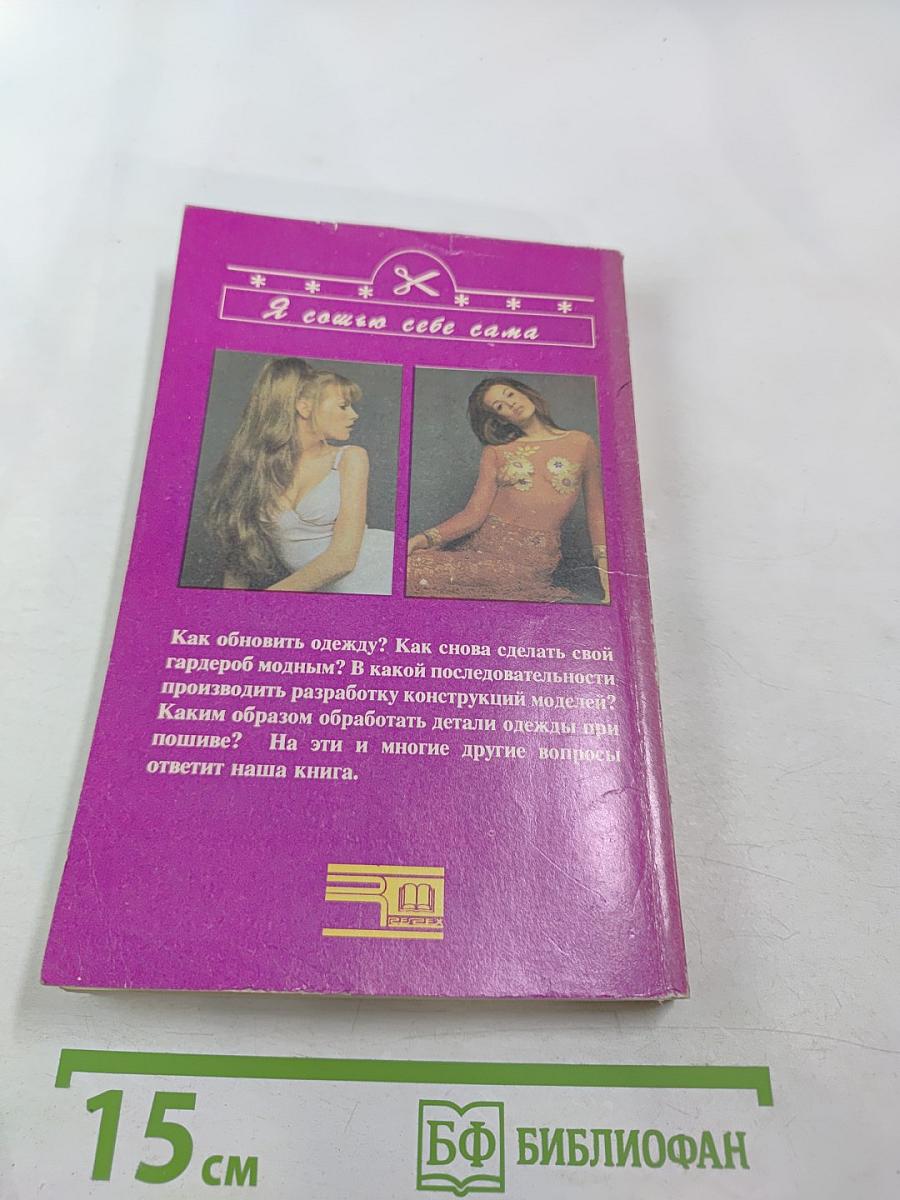 Я сошью себе сама
Как обновить одежду? Как снова сделать свой
гардероб модным? В какой последовательности
производить разработку конструкций моделей?
Каким образом обработать детали одежды при
пошиве? На эти и многие другие вопросы
ответит наша книга.
15 см
БФ БИБЛИОФАН